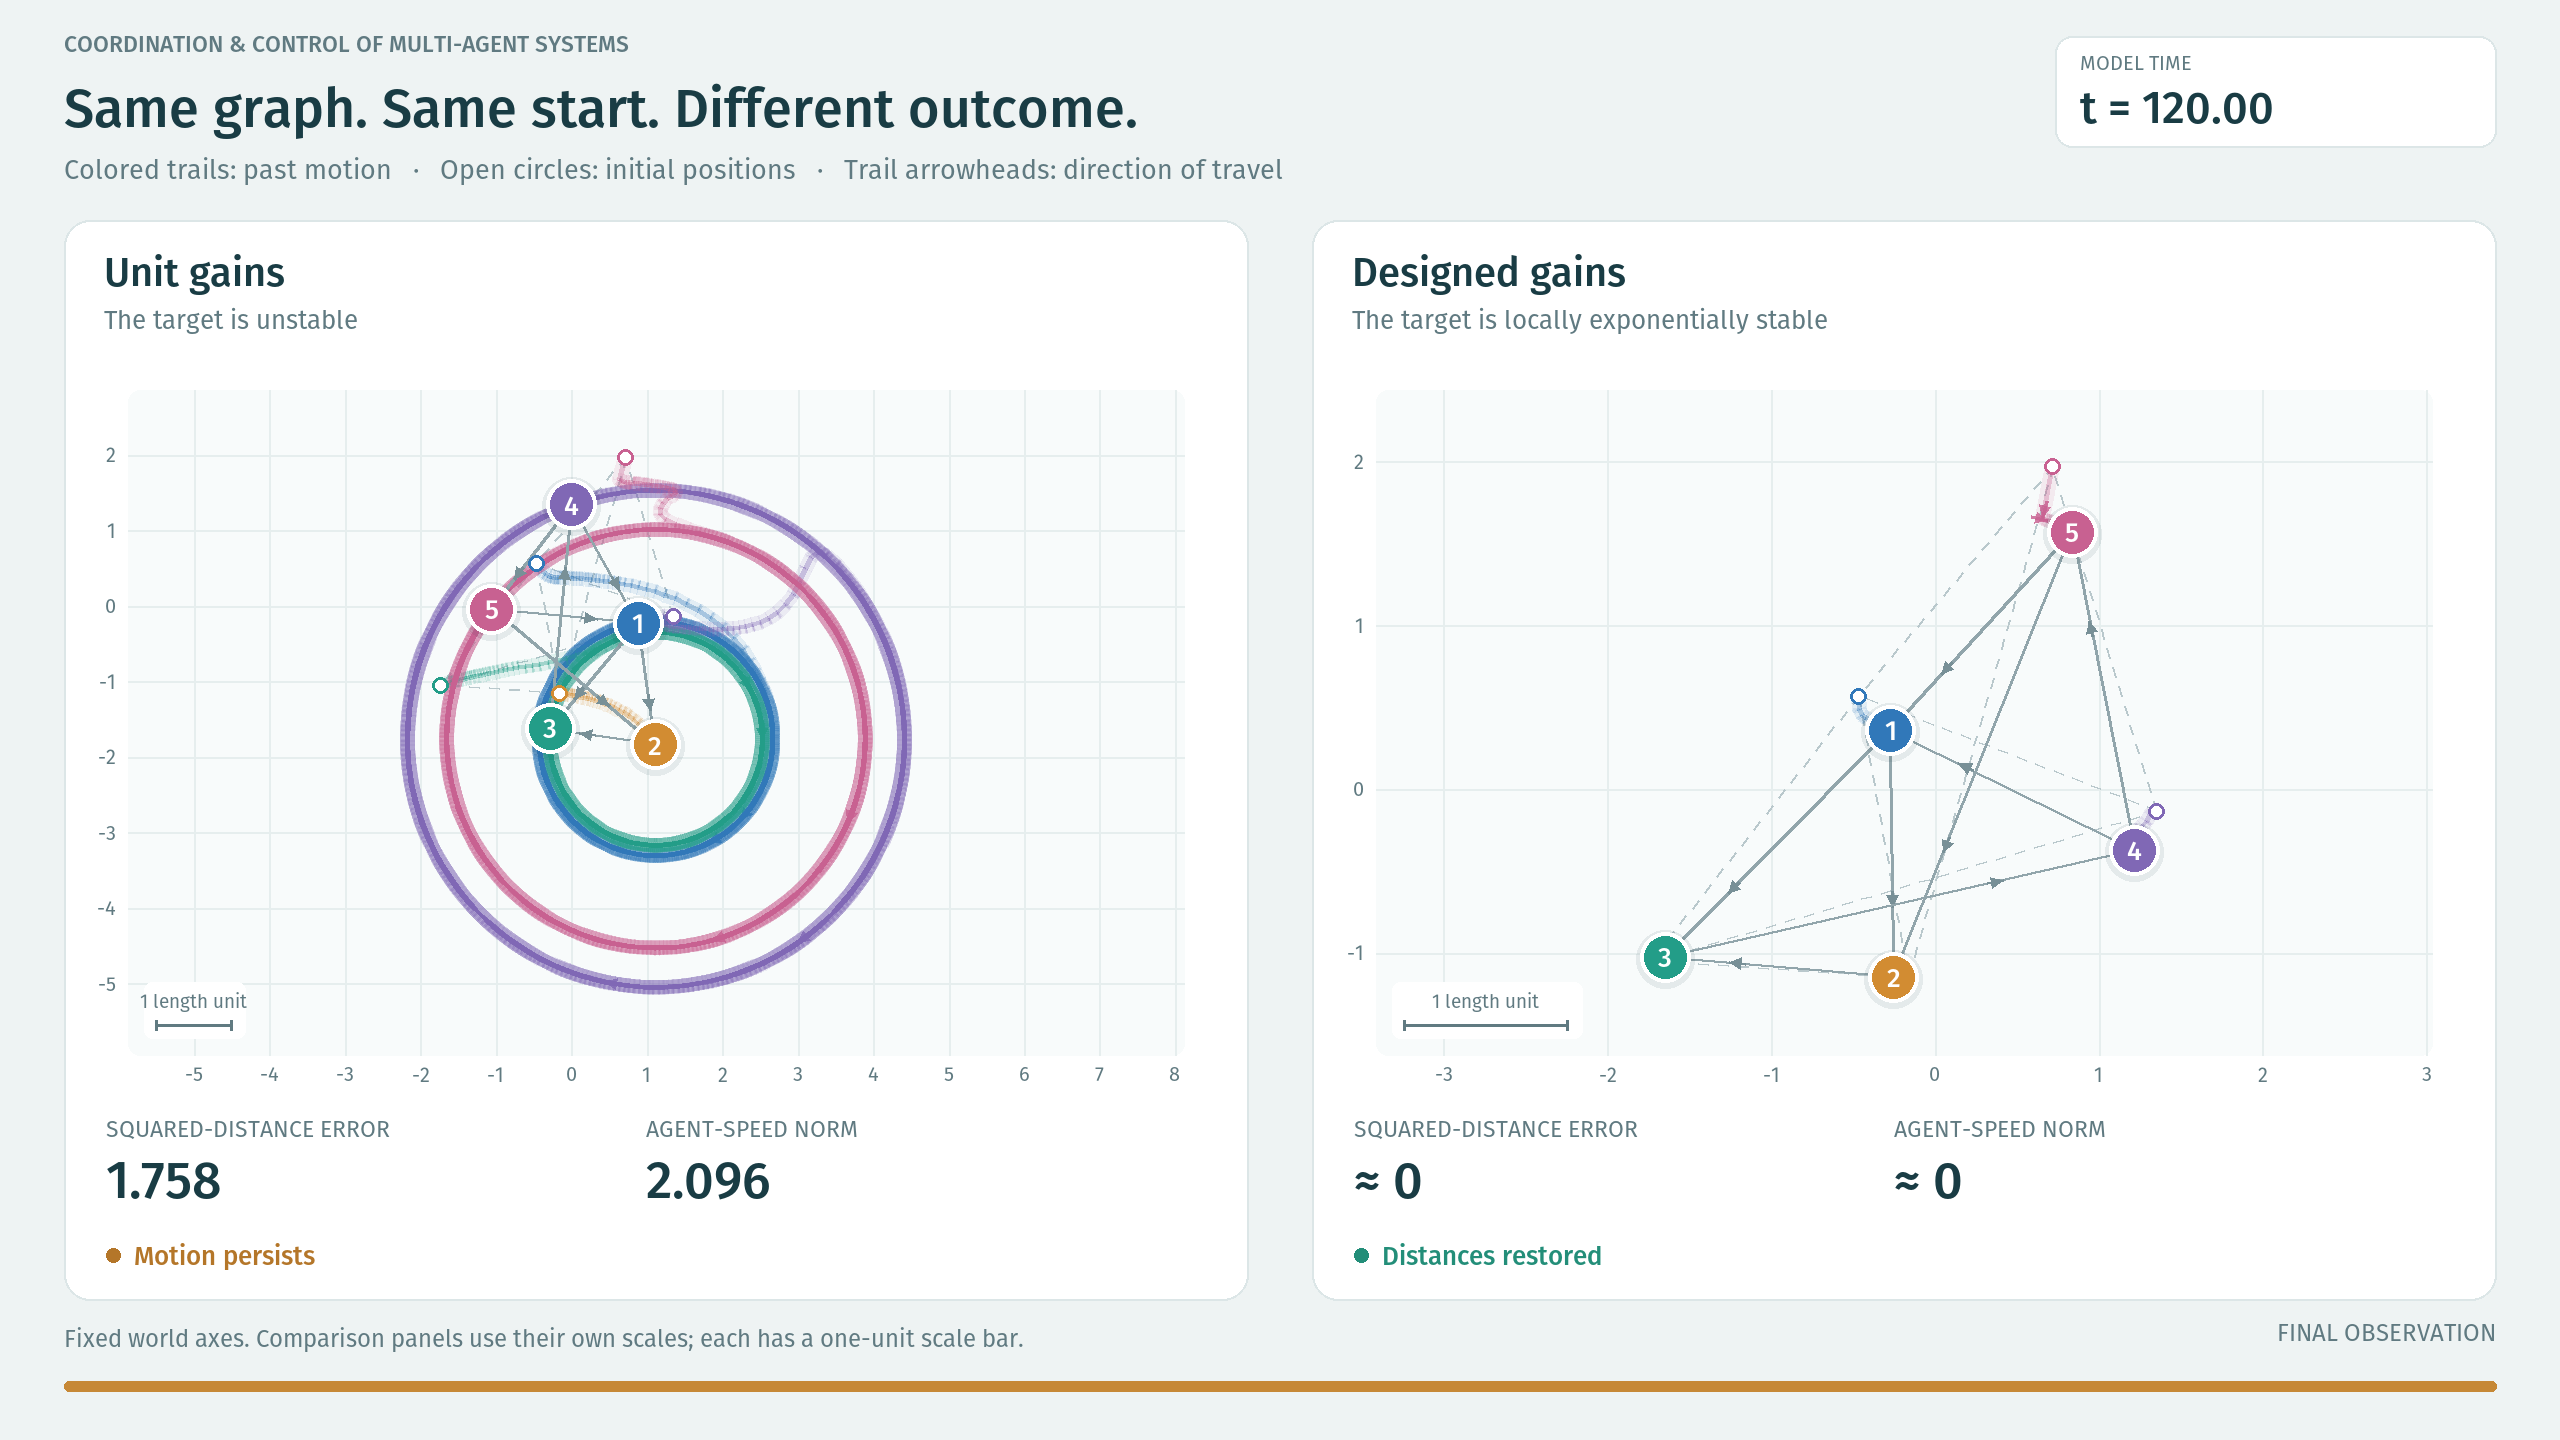 COORDINATION & CONTROL OF MULTI-AGENT SYSTEMS
Same graph. Same start. Different outcome.
Colored trails: past motion · Open circles: initial positions · Trail arrowheads: direction of travel
MODEL TIME
t = 120.00
Unit gains
The target is unstable
2
1
0
-1
-2
-3
-4
-5
4
5
1
3
2
1 length unit
-5 -4 -3 -2 -1 0 1 2 3 4 5 6 7 8
SQUARED-DISTANCE ERROR
1.758
AGENT-SPEED NORM
2.096
Motion persists
Designed gains
The target is locally exponentially stable
2
1
0
-1
5
1
4
3
2
1 length unit
-3 -2 -1 0 1 2 3
SQUARED-DISTANCE ERROR
≈ 0
AGENT-SPEED NORM
≈ 0
Distances restored
Fixed world axes. Comparison panels use their own scales; each has a one-unit scale bar.
FINAL OBSERVATION